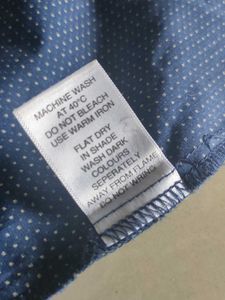 MACHINE WASH
AT 40°C
DO NOT BLEACH
USE WARM IRON
FLAT DRY
IN SHADE
WASH DARK
COLOURS
SEPERATELY
AWAY FROM FLAME
DO NOT WRING